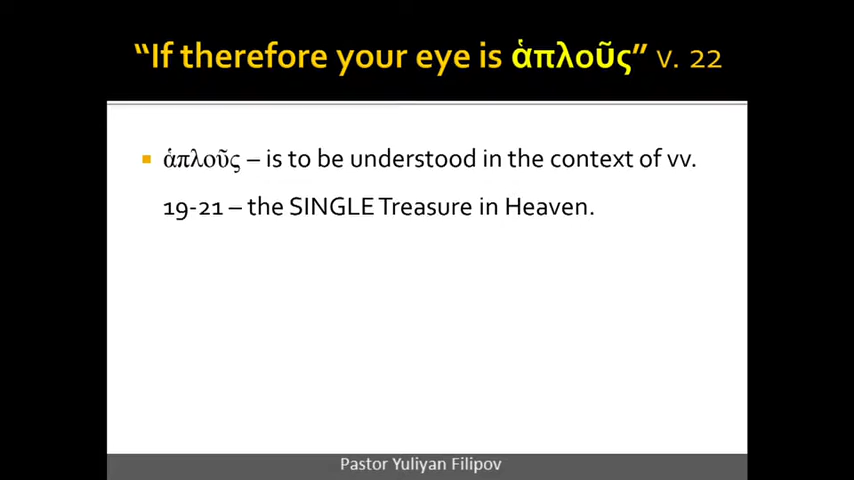 “If therefore your eye is ἁπλοῦς” v. 22
ἁπλοῦς – is to be understood in the context of vv.
19-21 – the SINGLE Treasure in Heaven.
Pastor Yuliyan Filipov